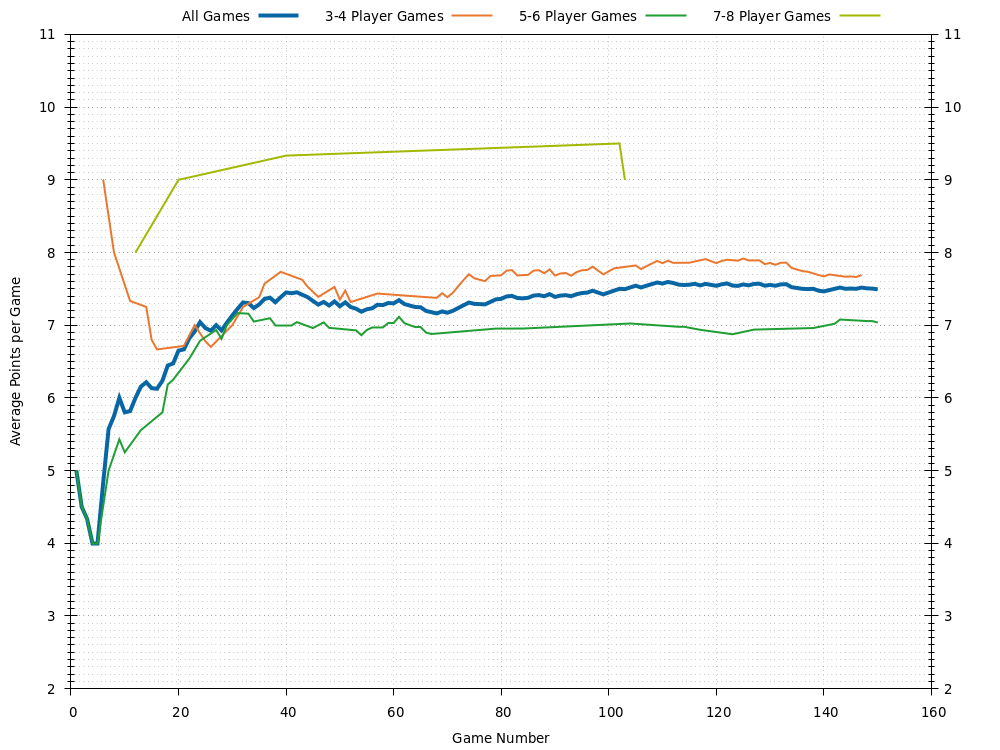 All Games 3-4 Player Games 5-6 Player Games 7-8 Player Games
11 11
10 10
9 9
8 8
7 7
6 6
5 5
4 4
3 3
2 2
Average Points per Game
0 20 40 60 80 100 120 140 160
Game Number